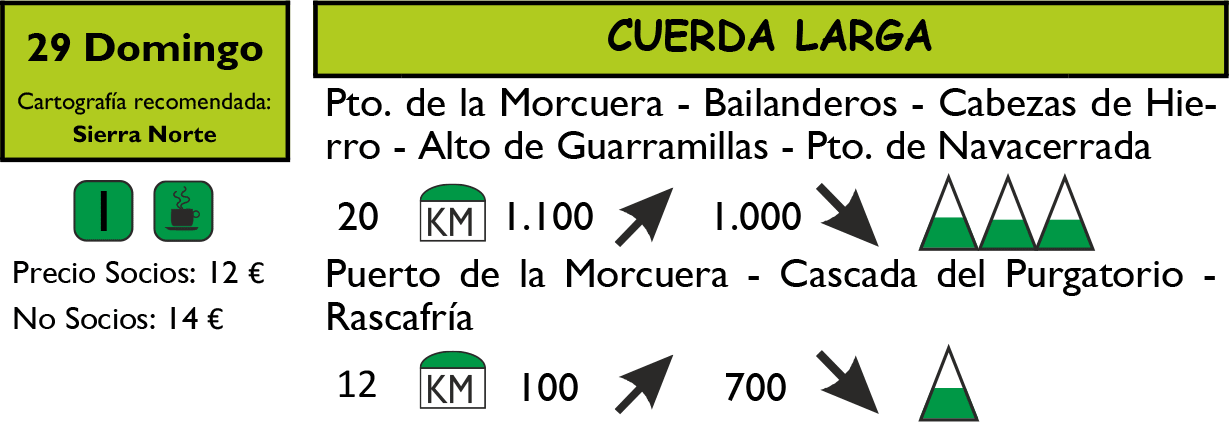 29 Domingo
Cartografía recomendada:
Sierra Norte
I
Precio Socios: 12 €
No Socios: 14 €
CUERDA LARGA
Pto. de la Morcuera - Bailanderos - Cabezas de Hie-
rro - Alto de Guarramillas - Pto. de Navacerrada
20 KM 1.100 1.000
Puerto de la Morcuera - Cascada del Purgatorio -
Rascafría
12 KM 100 700